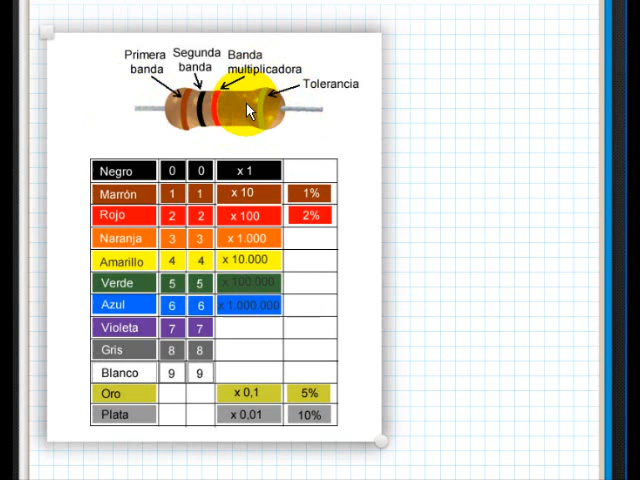 Primera banda
Segunda banda
Banda multiplicadora
Tolerancia
Negro 0 0 x 1
Marrón 1 1 x 10 1%
Rojo 2 2 x 100 2%
Naranja 3 3 x 1.000
Amarillo 4 4 x 10.000
Verde 5 5 x 100.000
Azul 6 6 x 1.000.000
Violeta 7 7
Gris 8 8
Blanco 9 9
Oro x 0,1 5%
Plata x 0,01 10%